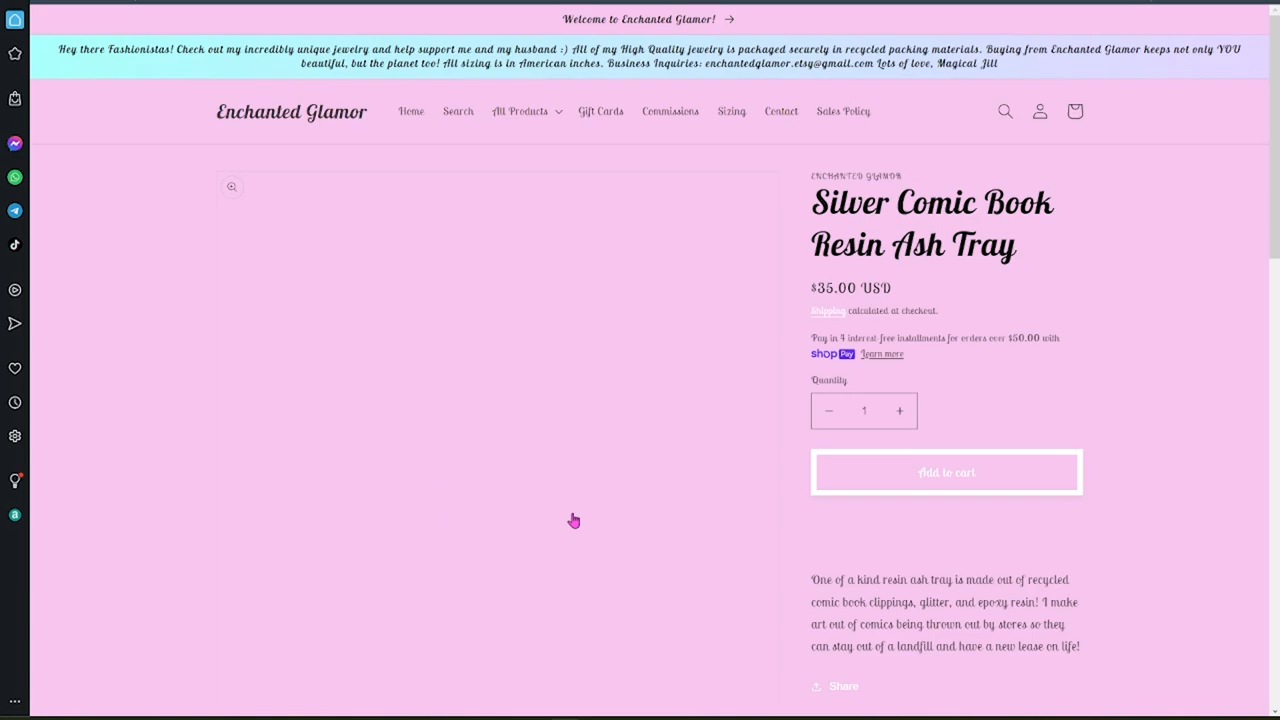 Welcome to Enchanted Glamor! →
Hey there Fashionistas! Check out my incredibly unique jewelry and help support me and my husband :) All of my High Quality jewelry is packaged securely in recycled packing materials. Buying from Enchanted Glamor keeps not only YOU
beautiful, but the planet too! All sizing is in American inches. Business Inquiries: enchantedglamor.etsy@gmail.com Lots of love, Magical Jill
Enchanted Glamor Home Search All Products Gift Cards Commissions Sizing Contact Sales Policy
ENCHANTED GLAMOR
Silver Comic Book
Resin Ash Tray
$35.00 USD
Shipping calculated at checkout.
Pay in 4 interest-free installments for orders over $50.00 with
shop Pay Learn more
Quantity
− 1 +
Add to cart
One of a kind resin ash tray is made out of recycled
comic book clippings, glitter, and epoxy resin! I make
art out of comics being thrown out by stores so they
can stay out of a landfill and have a new lease on life!
Share